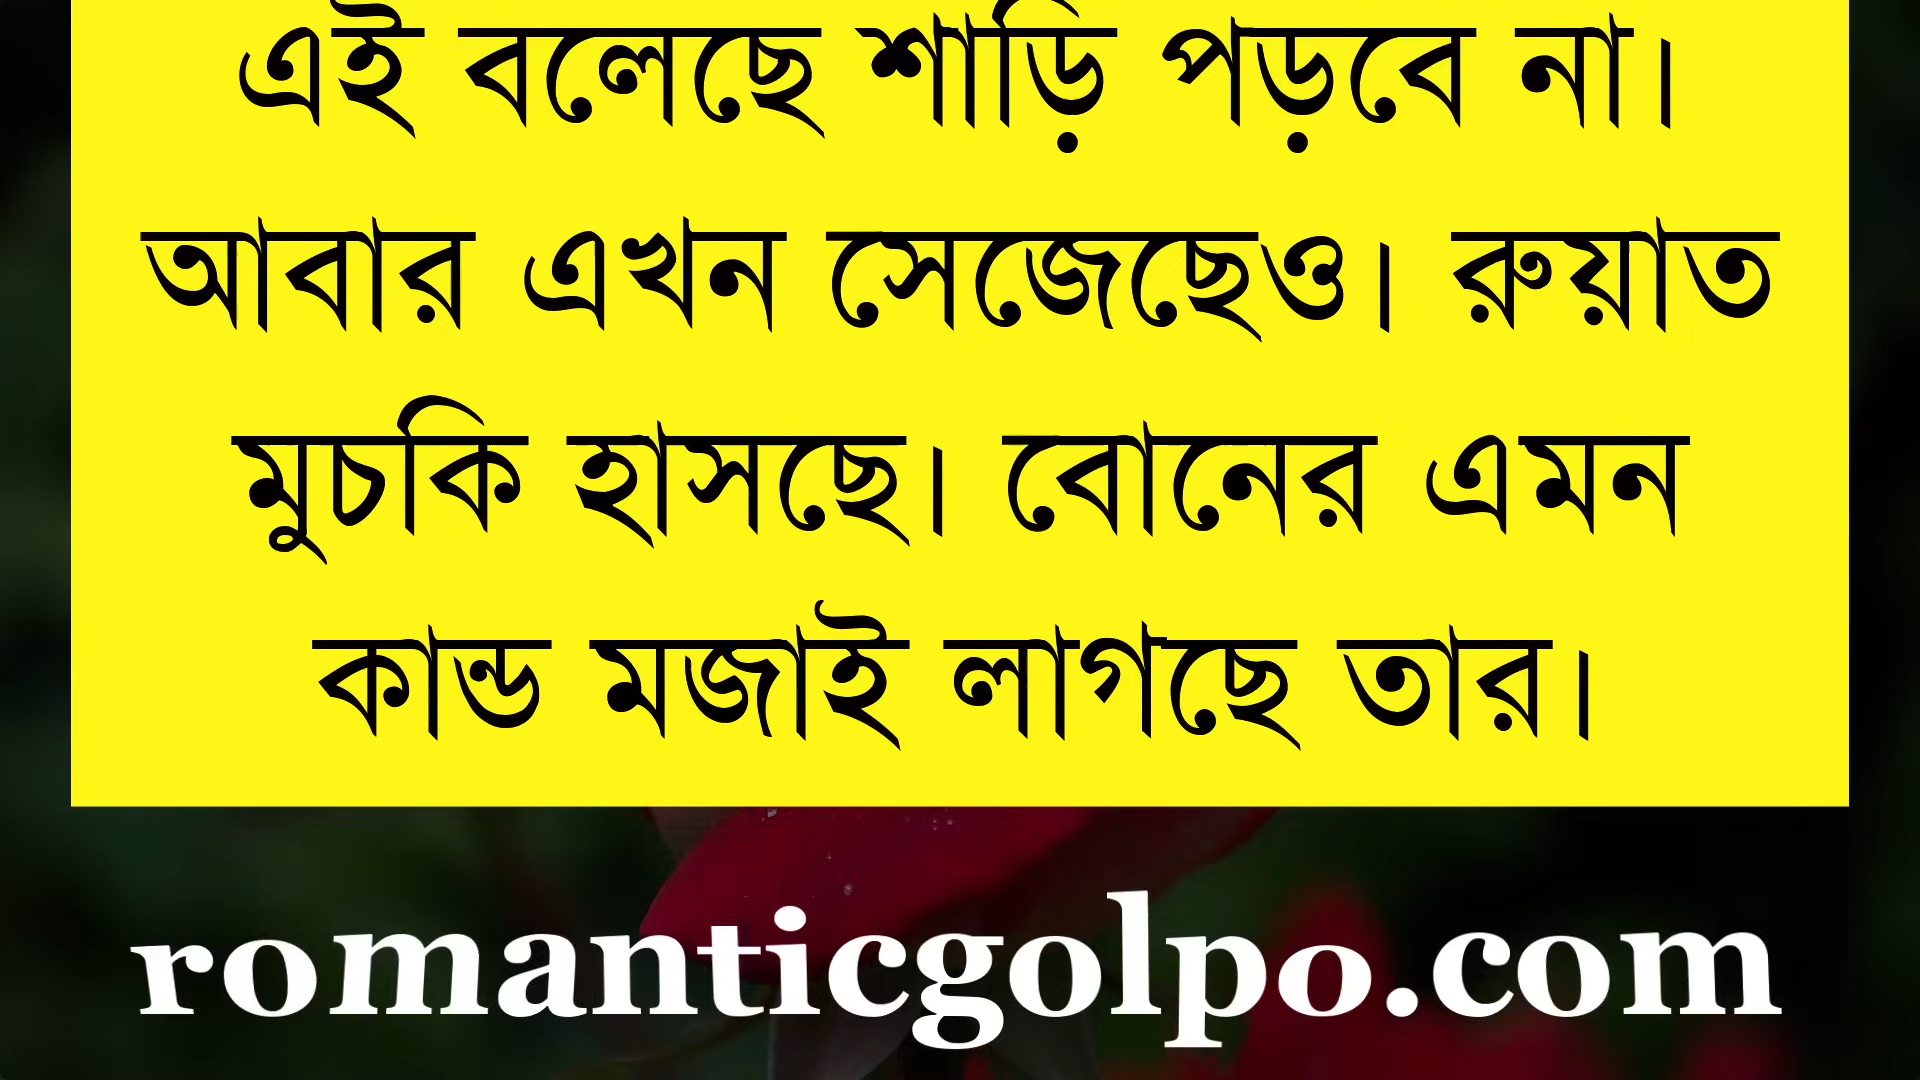 এই বলেছে শাড়ি পড়বে না।
আবার এখন সেজেছেও। রুয়াত
মুচকি হাসছে। বোনের এমন
কান্ড মজাই লাগছে তার।
romanticgolpo.com